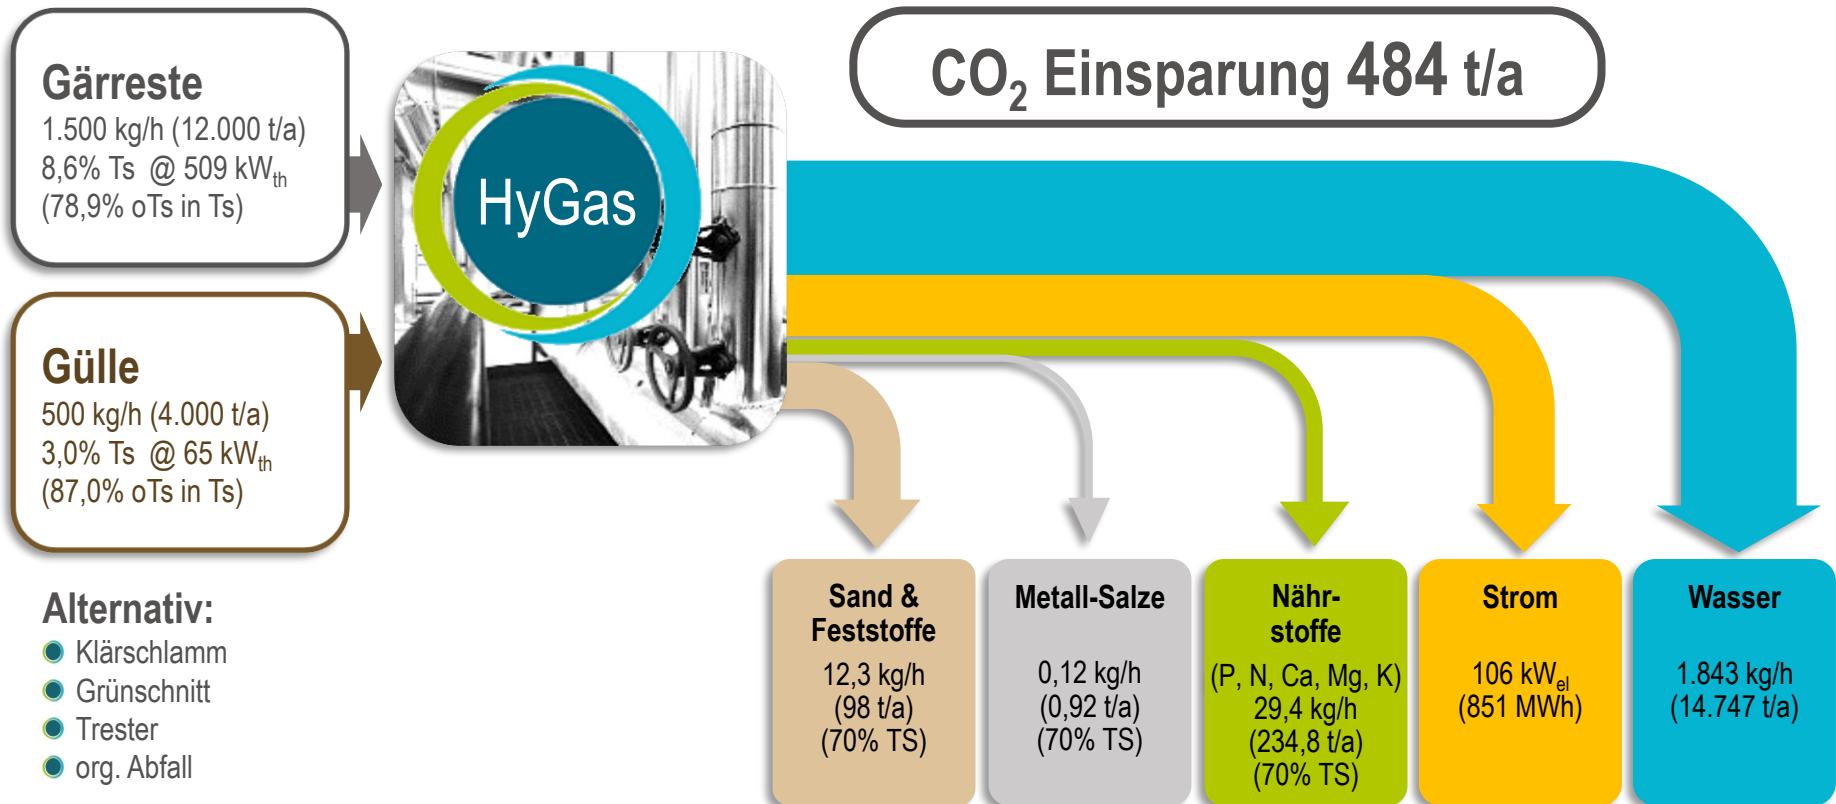 Gärreste
1.500 kg/h (12.000 t/a)
8,6% Ts @ 509 kWth
(78,9% oTs in Ts)
Gülle
500 kg/h (4.000 t/a)
3,0% Ts @ 65 kWth
(87,0% oTs in Ts)
Alternativ:
Klärschlamm
Grünschnitt
Trester
org. Abfall
HyGas
CO2 Einsparung 484 t/a
Sand &
Feststoffe
12,3 kg/h
(98 t/a)
(70% TS)
Metall-Salze
0,12 kg/h
(0,92 t/a)
(70% TS)
Nähr-
stoffe
(P, N, Ca, Mg, K)
29,4 kg/h
(234,8 t/a)
(70% TS)
Strom
106 kWel
(851 MWh)
Wasser
1.843 kg/h
(14.747 t/a)